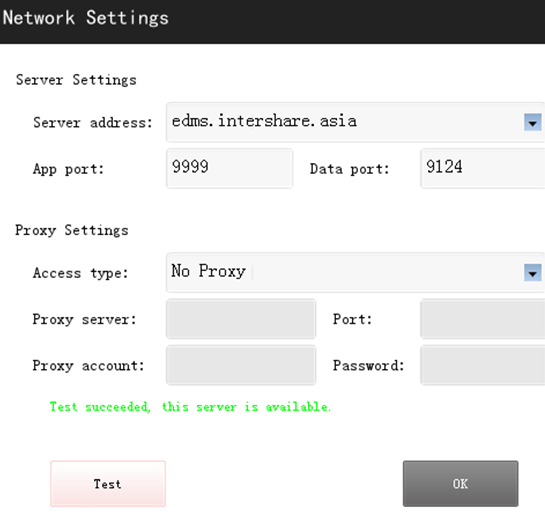 Network Settings
Server Settings
Server address: edms.intershare.asia
App port: 9999 Data port: 9124
Proxy Settings
Access type: No Proxy
Proxy server: Port:
Proxy account: Password:
Test succeeded, this server is available.
Test OK